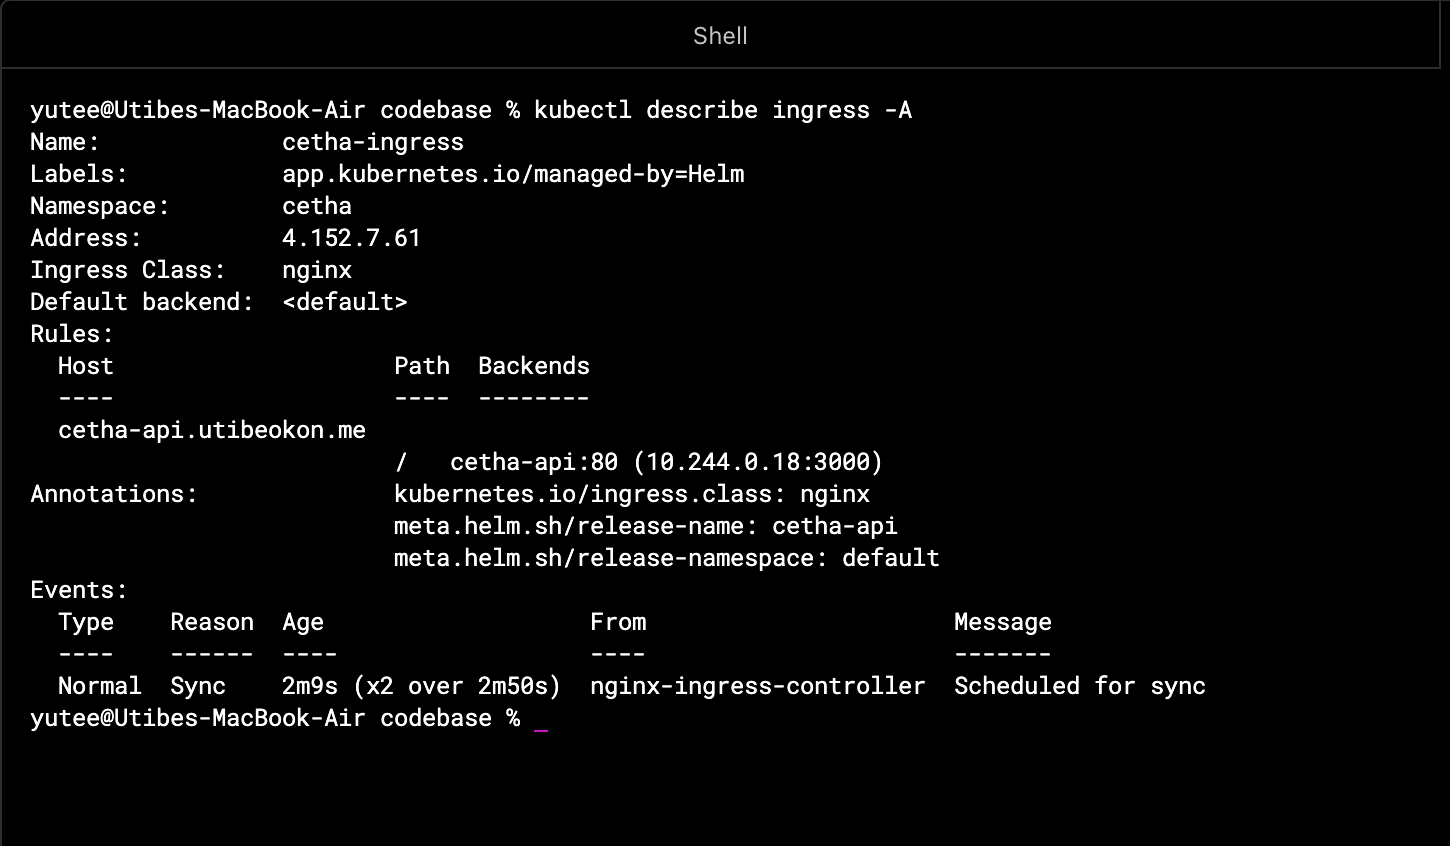 Shell
yutee@Utibes-MacBook-Air codebase % kubectl describe ingress -A
Name:             cetha-ingress
Labels:           app.kubernetes.io/managed-by=Helm
Namespace:        cetha
Address:          4.152.7.61
Ingress Class:    nginx
Default backend:  <default>
Rules:
  Host                    Path  Backends
  ----                    ----  --------
  cetha-api.utibeokon.me
                          /   cetha-api:80 (10.244.0.18:3000)
Annotations:              kubernetes.io/ingress.class: nginx
                          meta.helm.sh/release-name: cetha-api
                          meta.helm.sh/release-namespace: default
Events:
  Type    Reason  Age                   From                      Message
  ----    ------  ----                  ----                      -------
  Normal  Sync    2m9s (x2 over 2m50s)  nginx-ingress-controller  Scheduled for sync
yutee@Utibes-MacBook-Air codebase % _